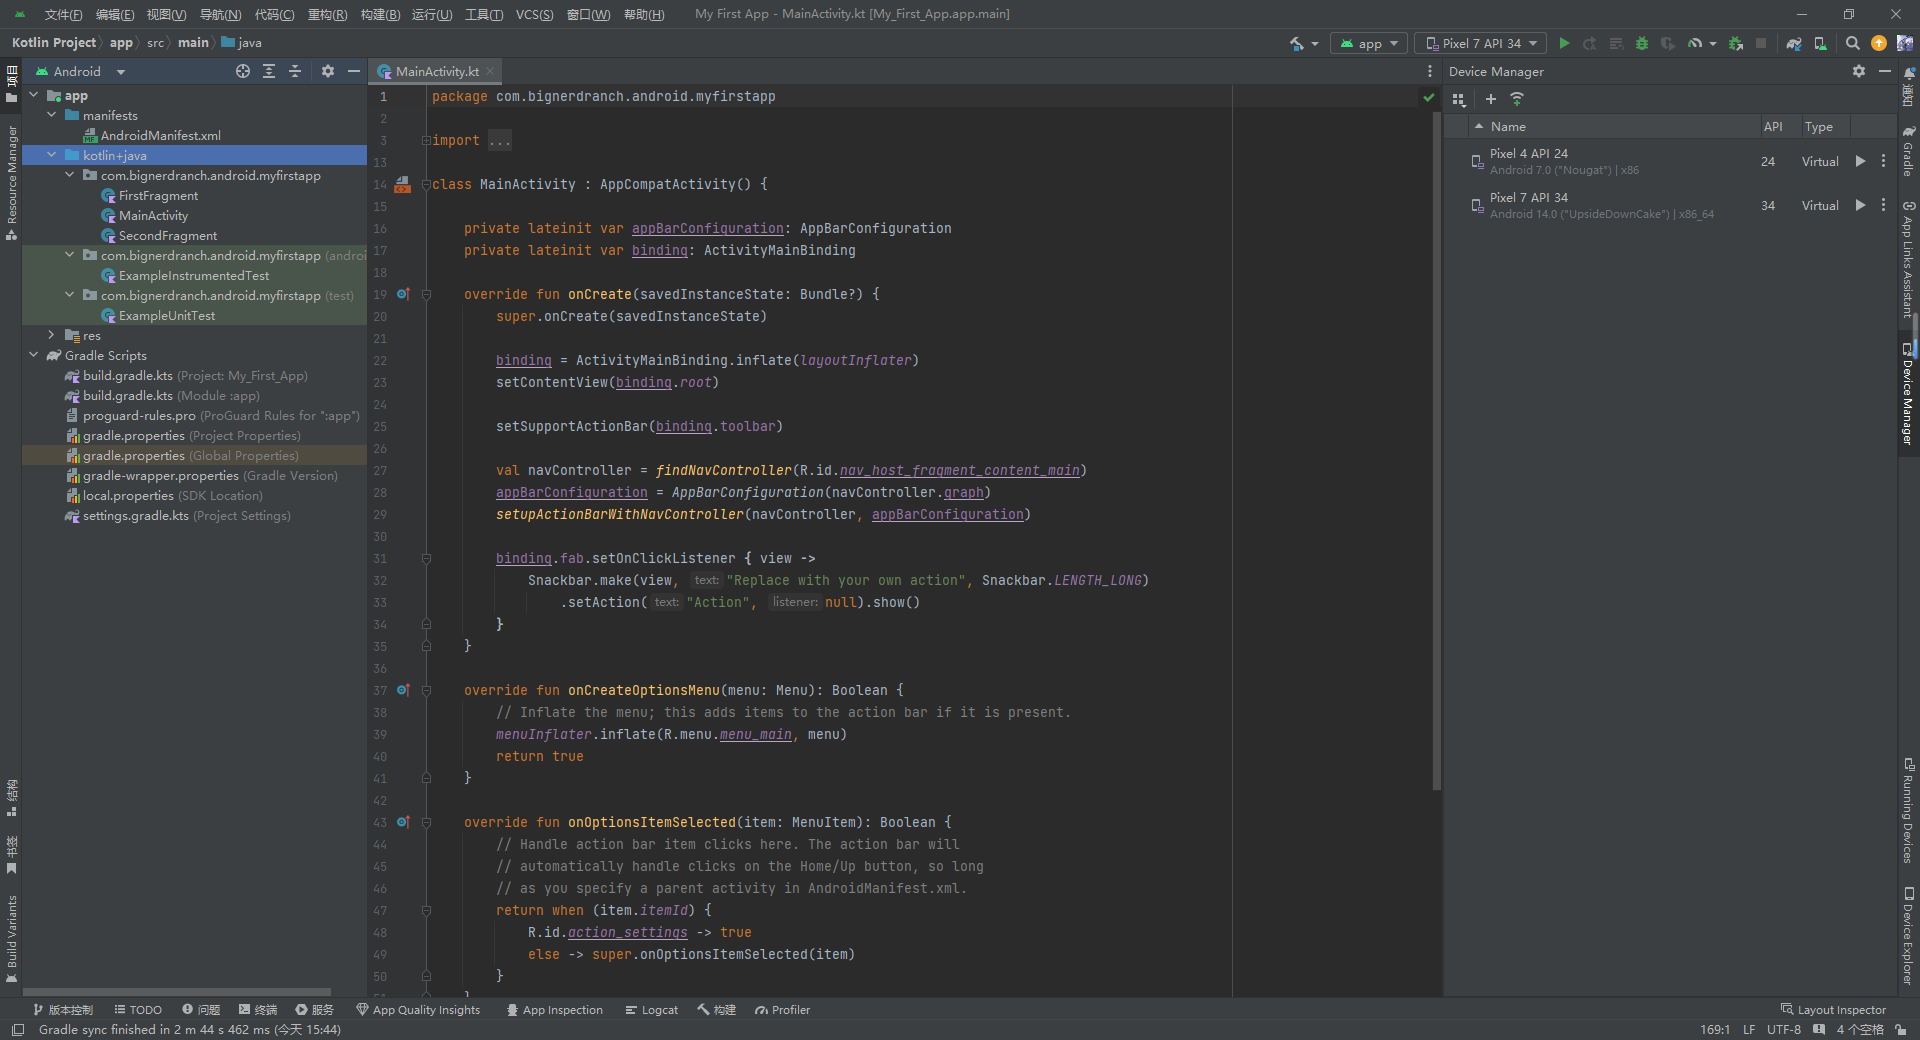 文件(F) 编辑(E) 视图(V) 导航(N) 代码(C) 重构(R) 构建(B) 运行(U) 工具(T) VCS(S) 窗口(W) 帮助(H) My First App - MainActivity.kt [My_First_App.app.main]
Kotlin Project app src main java
app Pixel 7 API 34
项目
Resource Manager
结构
书签
Build Variants
Android
app
manifests
AndroidManifest.xml
kotlin+java
com.bignerdranch.android.myfirstapp
FirstFragment
MainActivity
SecondFragment
com.bignerdranch.android.myfirstapp (androi
ExampleInstrumentedTest
com.bignerdranch.android.myfirstapp (test)
ExampleUnitTest
res
Gradle Scripts
build.gradle.kts (Project: My_First_App)
build.gradle.kts (Module :app)
proguard-rules.pro (ProGuard Rules for ":app")
gradle.properties (Project Properties)
gradle.properties (Global Properties)
gradle-wrapper.properties (Gradle Version)
local.properties (SDK Location)
settings.gradle.kts (Project Settings)
MainActivity.kt
1 package com.bignerdranch.android.myfirstapp
2
3 import ...
13
14 class MainActivity : AppCompatActivity() {
15
16 private lateinit var appBarConfiguration: AppBarConfiguration
17 private lateinit var binding: ActivityMainBinding
18
19 override fun onCreate(savedInstanceState: Bundle?) {
20 super.onCreate(savedInstanceState)
21
22 binding = ActivityMainBinding.inflate(layoutInflater)
23 setContentView(binding.root)
24
25 setSupportActionBar(binding.toolbar)
26
27 val navController = findNavController(R.id.nav_host_fragment_content_main)
28 appBarConfiguration = AppBarConfiguration(navController.graph)
29 setupActionBarWithNavController(navController, appBarConfiguration)
30
31 binding.fab.setOnClickListener { view ->
32 Snackbar.make(view, text: "Replace with your own action", Snackbar.LENGTH_LONG)
33 .setAction( text: "Action", listener: null).show()
34 }
35 }
36
37 override fun onCreateOptionsMenu(menu: Menu): Boolean {
38 // Inflate the menu; this adds items to the action bar if it is present.
39 menuInflater.inflate(R.menu.menu_main, menu)
40 return true
41 }
42
43 override fun onOptionsItemSelected(item: MenuItem): Boolean {
44 // Handle action bar item clicks here. The action bar will
45 // automatically handle clicks on the Home/Up button, so long
46 // as you specify a parent activity in AndroidManifest.xml.
47 return when (item.itemId) {
48 R.id.action_settings -> true
49 else -> super.onOptionsItemSelected(item)
50 }
Device Manager
Name API Type
Pixel 4 API 24 24 Virtual
Android 7.0 ("Nougat") | x86
Pixel 7 API 34 34 Virtual
Android 14.0 ("UpsideDownCake") | x86_64
通知
Gradle
App Links Assistant
Device Manager
Running Devices
Device Explorer
版本控制 TODO 问题 终端 服务 App Quality Insights App Inspection Logcat 构建 Profiler Layout Inspector
Gradle sync finished in 2 m 44 s 462 ms (今天 15:44) 169:1 LF UTF-8 4 个空格